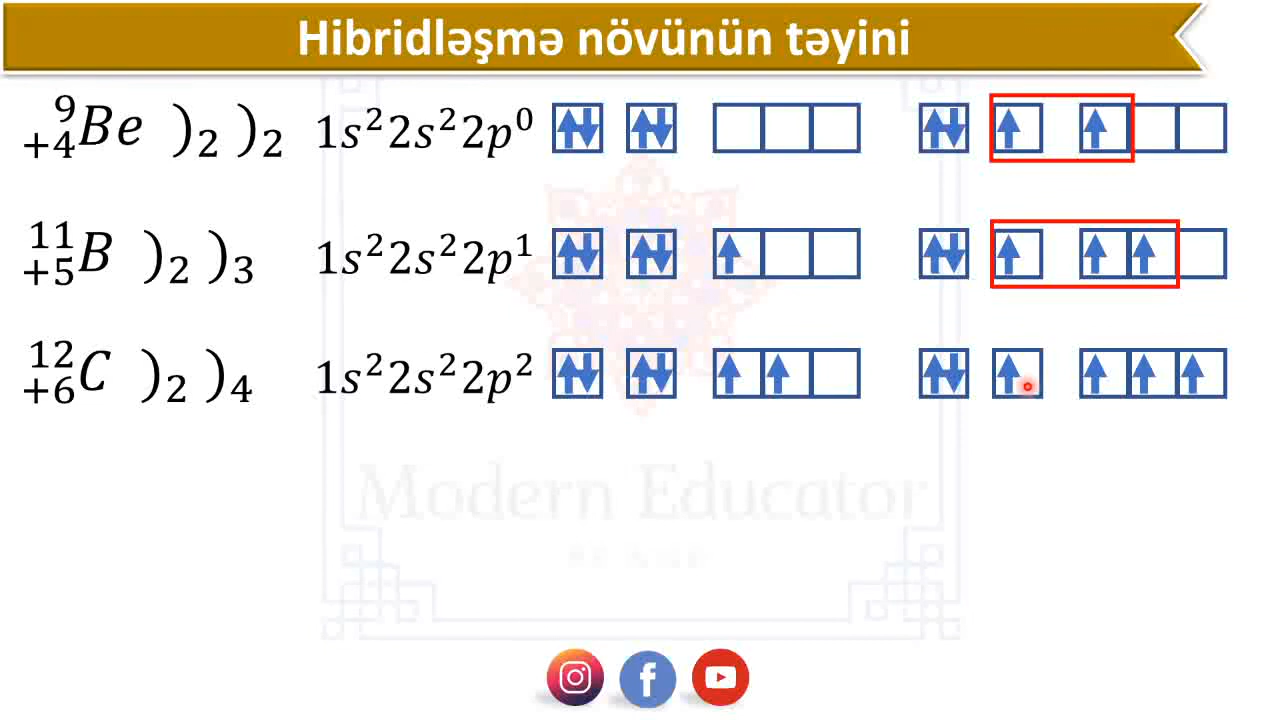 Hibridləşmə növünün təyini
⁹₊₄Be )₂ )₂ 1s²2s²2p⁰
¹¹₊₅B )₂ )₃ 1s²2s²2p¹
¹²₊₆C )₂ )₄ 1s²2s²2p²
Modern Educator